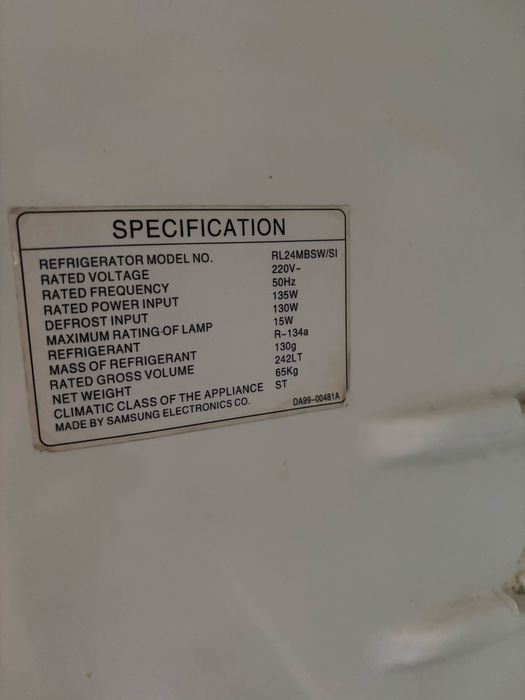 SPECIFICATION
REFRIGERATOR MODEL NO. RL24MBSW/SI
RATED VOLTAGE 220V~
RATED FREQUENCY 50Hz
RATED POWER INPUT 135W
DEFROST INPUT 130W
MAXIMUM RATING OF LAMP 15W
REFRIGERANT R-134a
MASS OF REFRIGERANT 130g
RATED GROSS VOLUME 242LT
NET WEIGHT 65Kg
CLIMATIC CLASS OF THE APPLIANCE ST
MADE BY SAMSUNG ELECTRONICS CO. DA99-00481A